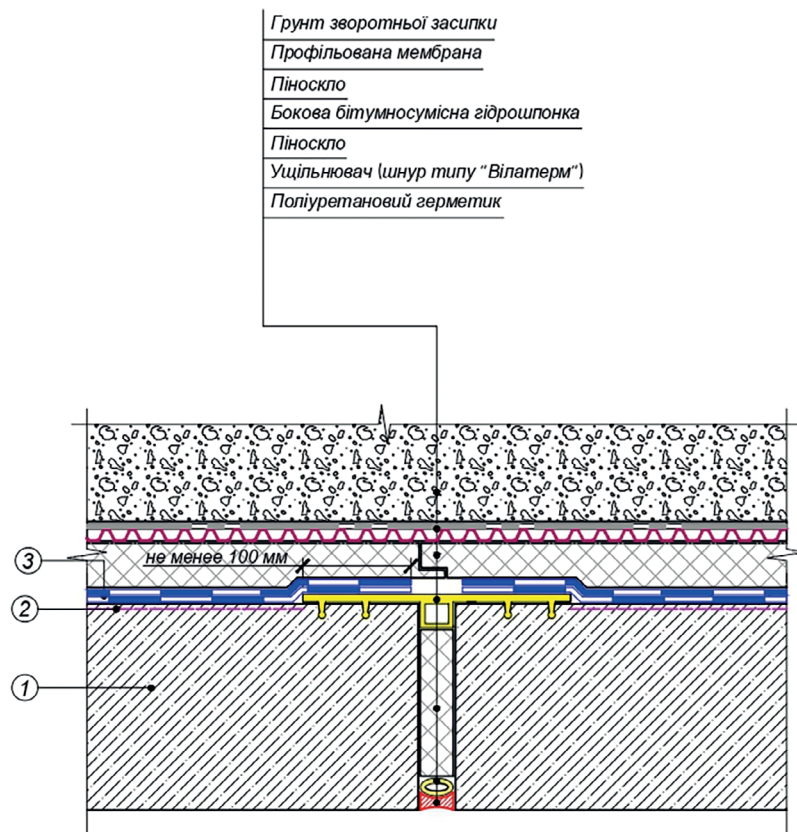 Грунт зворотньої засипки
Профільована мембрана
Піноскло
Бокова бітумносумісна гідрошпонка
Піноскло
Ущільнювач (шнур типу "Вілатерм")
Поліуретановий герметик
не менее 100 мм
3
2
1